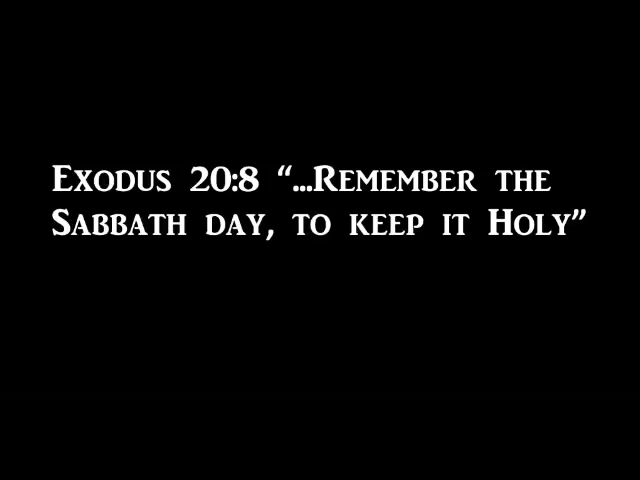 Exodus 20:8 “...Remember the
Sabbath day, to keep it Holy”